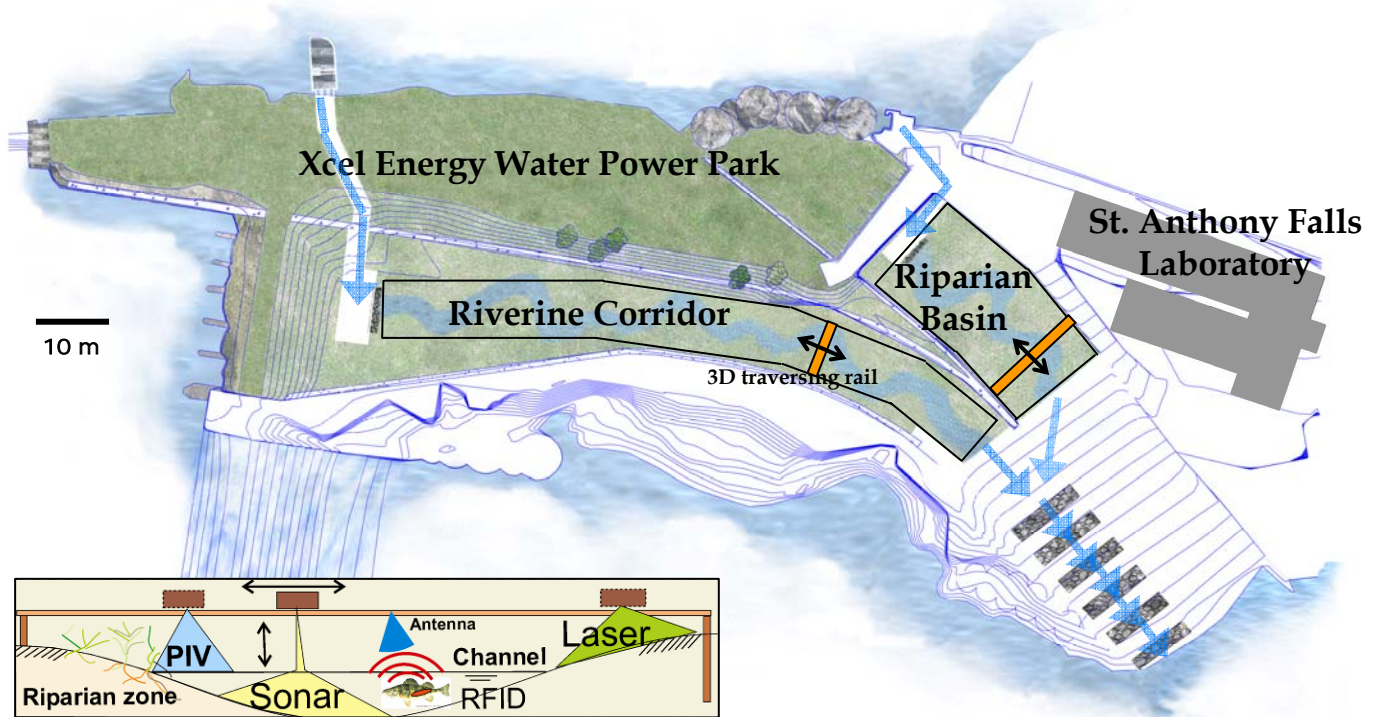 Xcel Energy Water Power Park
St. Anthony Falls
Laboratory
Riparian
Basin
Riverine Corridor
10 m
3D traversing rail
Antenna
Laser
PIV
Channel
Riparian zone
Sonar
RFID